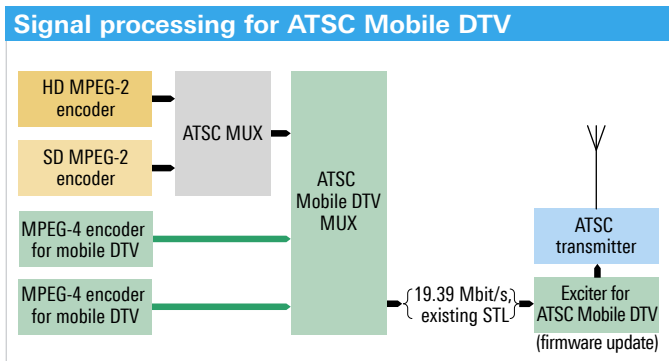 Signal processing for ATSC Mobile DTV
HD MPEG-2
encoder
SD MPEG-2
encoder
ATSC MUX
MPEG-4 encoder
for mobile DTV
MPEG-4 encoder
for mobile DTV
ATSC
Mobile DTV
MUX
19.39 Mbit/s,
existing STL
ATSC
transmitter
Exciter for
ATSC Mobile DTV
(firmware update)